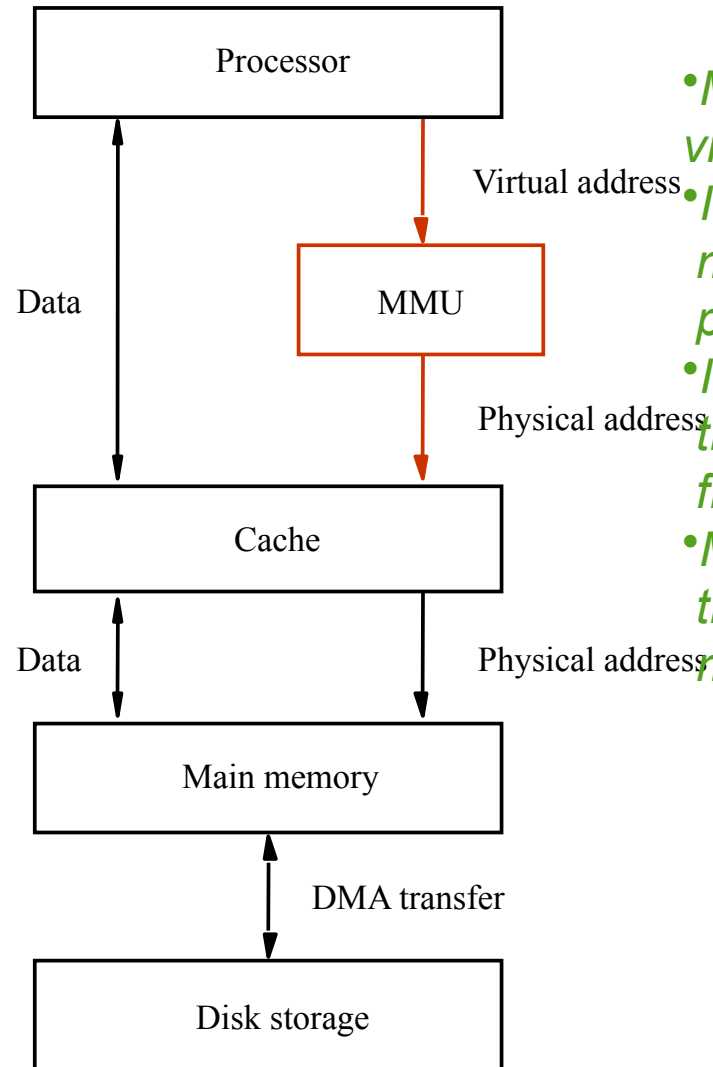 Processor
Virtual address
Data
MMU
Physical address
Cache
Data
Physical address
Main memory
DMA transfer
Disk storage